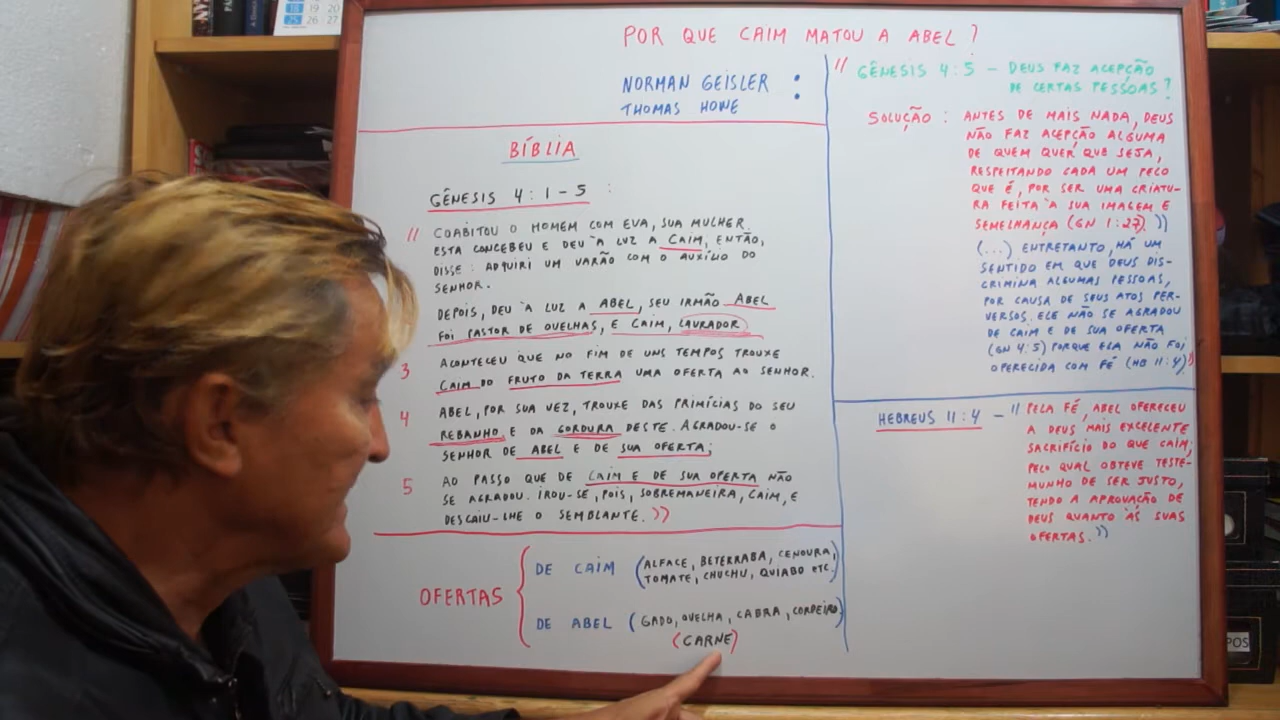 POR QUE CAIM MATOU A ABEL?
NORMAN GEISLER :
THOMAS HOWE
BÍBLIA
GÊNESIS 4:1-5 :
" COABITOU O HOMEM COM EVA, SUA MULHER.
ESTA CONCEBEU E DEU À LUZ A CAIM, ENTÃO,
DISSE: ADQUIRI UM VARÃO COM O AUXÍLIO DO
SENHOR.
DEPOIS, DEU À LUZ A ABEL, SEU IRMÃO ABEL
FOI PASTOR DE OVELHAS, E CAIM, LAVRADOR
3 ACONTECEU QUE NO FIM DE UNS TEMPOS TROUXE
CAIM DO FRUTO DA TERRA UMA OFERTA AO SENHOR.
4 ABEL, POR SUA VEZ, TROUXE DAS PRIMÍCIAS DO SEU
REBANHO E DA GORDURA DESTE. AGRADOU-SE O
SENHOR DE ABEL E DE SUA OFERTA;
5 AO PASSO QUE DE CAIM E DE SUA OFERTA NÃO
SE AGRADOU. IROU-SE, POIS, SOBREMANEIRA, CAIM, E
DESCAIU-LHE O SEMBLANTE. ))
OFERTAS
DE CAIM (ALFACE, BETERRABA, CENOURA,
TOMATE, CHUCHU, QUIABO ETC.)
DE ABEL (GADO, OVELHA, CABRA, CORDEIRO)
(CARNE)
" GÊNESIS 4:5 - DEUS FAZ ACEPÇÃO
DE CERTAS PESSOAS?
SOLUÇÃO : ANTES DE MAIS NADA, DEUS
NÃO FAZ ACEPÇÃO ALGUMA
DE QUEM QUER QUE SEJA,
RESPEITANDO CADA UM PELO
QUE É, POR SER UMA CRIATU-
RA FEITA À SUA IMAGEM E
SEMELHANÇA (GN 1:27). ))
(...) ENTRETANTO, HÁ UM
SENTIDO EM QUE DEUS DIS-
CRIMINA ALGUMAS PESSOAS,
POR CAUSA DE SEUS ATOS PER-
VERSOS. ELE NÃO SE AGRADOU
DE CAIM E DE SUA OFERTA
(GN 4:5) PORQUE ELA NÃO FOI
OFERECIDA COM FÉ (HB 11:4) ))
HEBREUS 11:4 - " PELA FÉ, ABEL OFERECEU
A DEUS MAIS EXCELENTE
SACRIFÍCIO DO QUE CAIM;
PELO QUAL OBTEVE TESTE-
MUNHO DE SER JUSTO,
TENDO A APROVAÇÃO DE
DEUS QUANTO ÀS SUAS
OFERTAS. ))
18 19 20
25 26 27